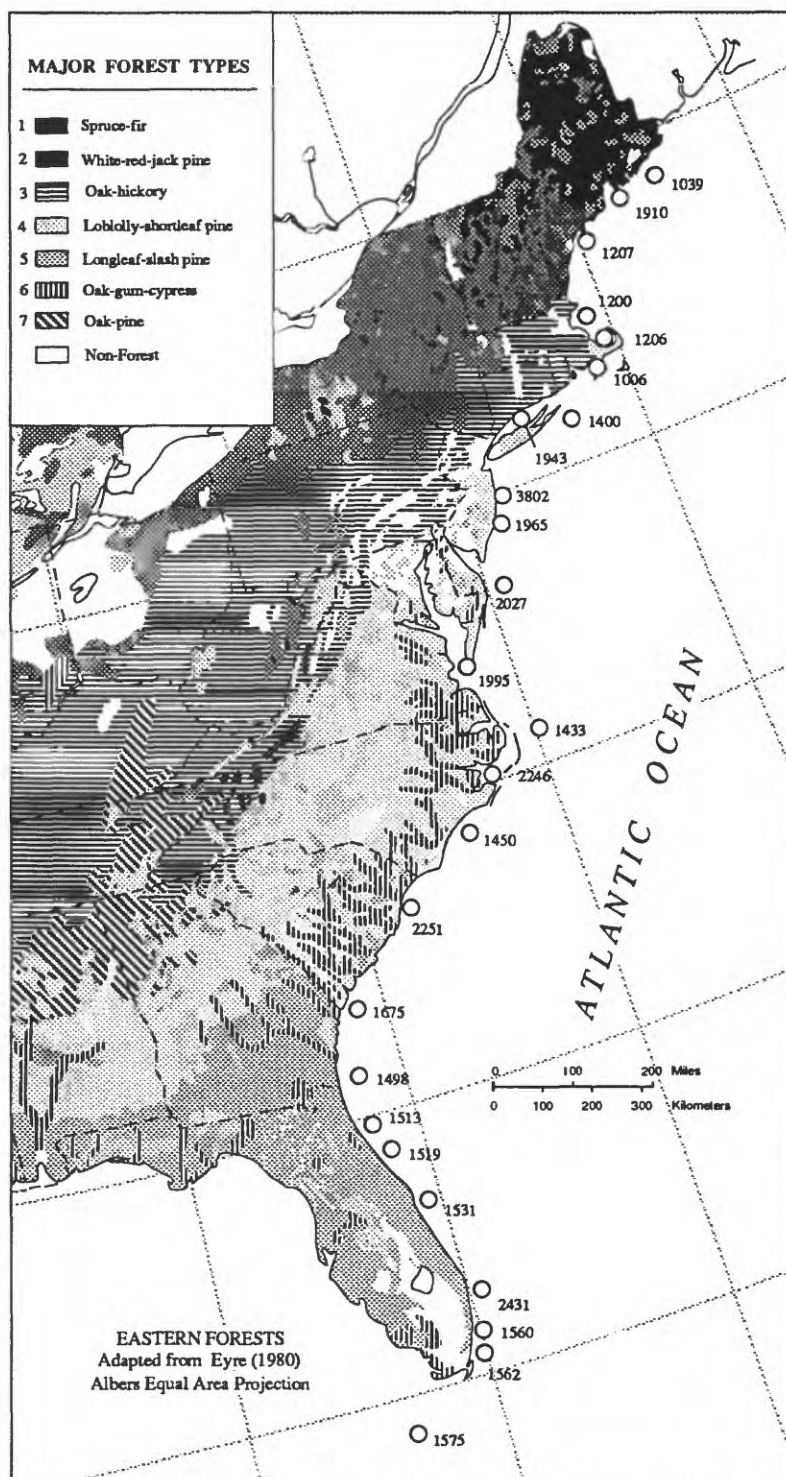 MAJOR FOREST TYPES
1 Spruce-fir
2 White-red-jack pine
3 Oak-hickory
4 Loblolly-shortleaf pine
5 Longleaf-slash pine
6 Oak-gum-cypress
7 Oak-pine
Non-Forest
1039
1910
1207
1200
1206
1006
1400
1943
3802
1965
2027
1995
1433
2246
1450
2251
ATLANTIC OCEAN
1675
0 100 200 Miles
0 100 200 300 Kilometers
1498
1513
1519
1531
2431
1560
1562
EASTERN FORESTS
Adapted from Eyre (1980)
Albers Equal Area Projection
1575